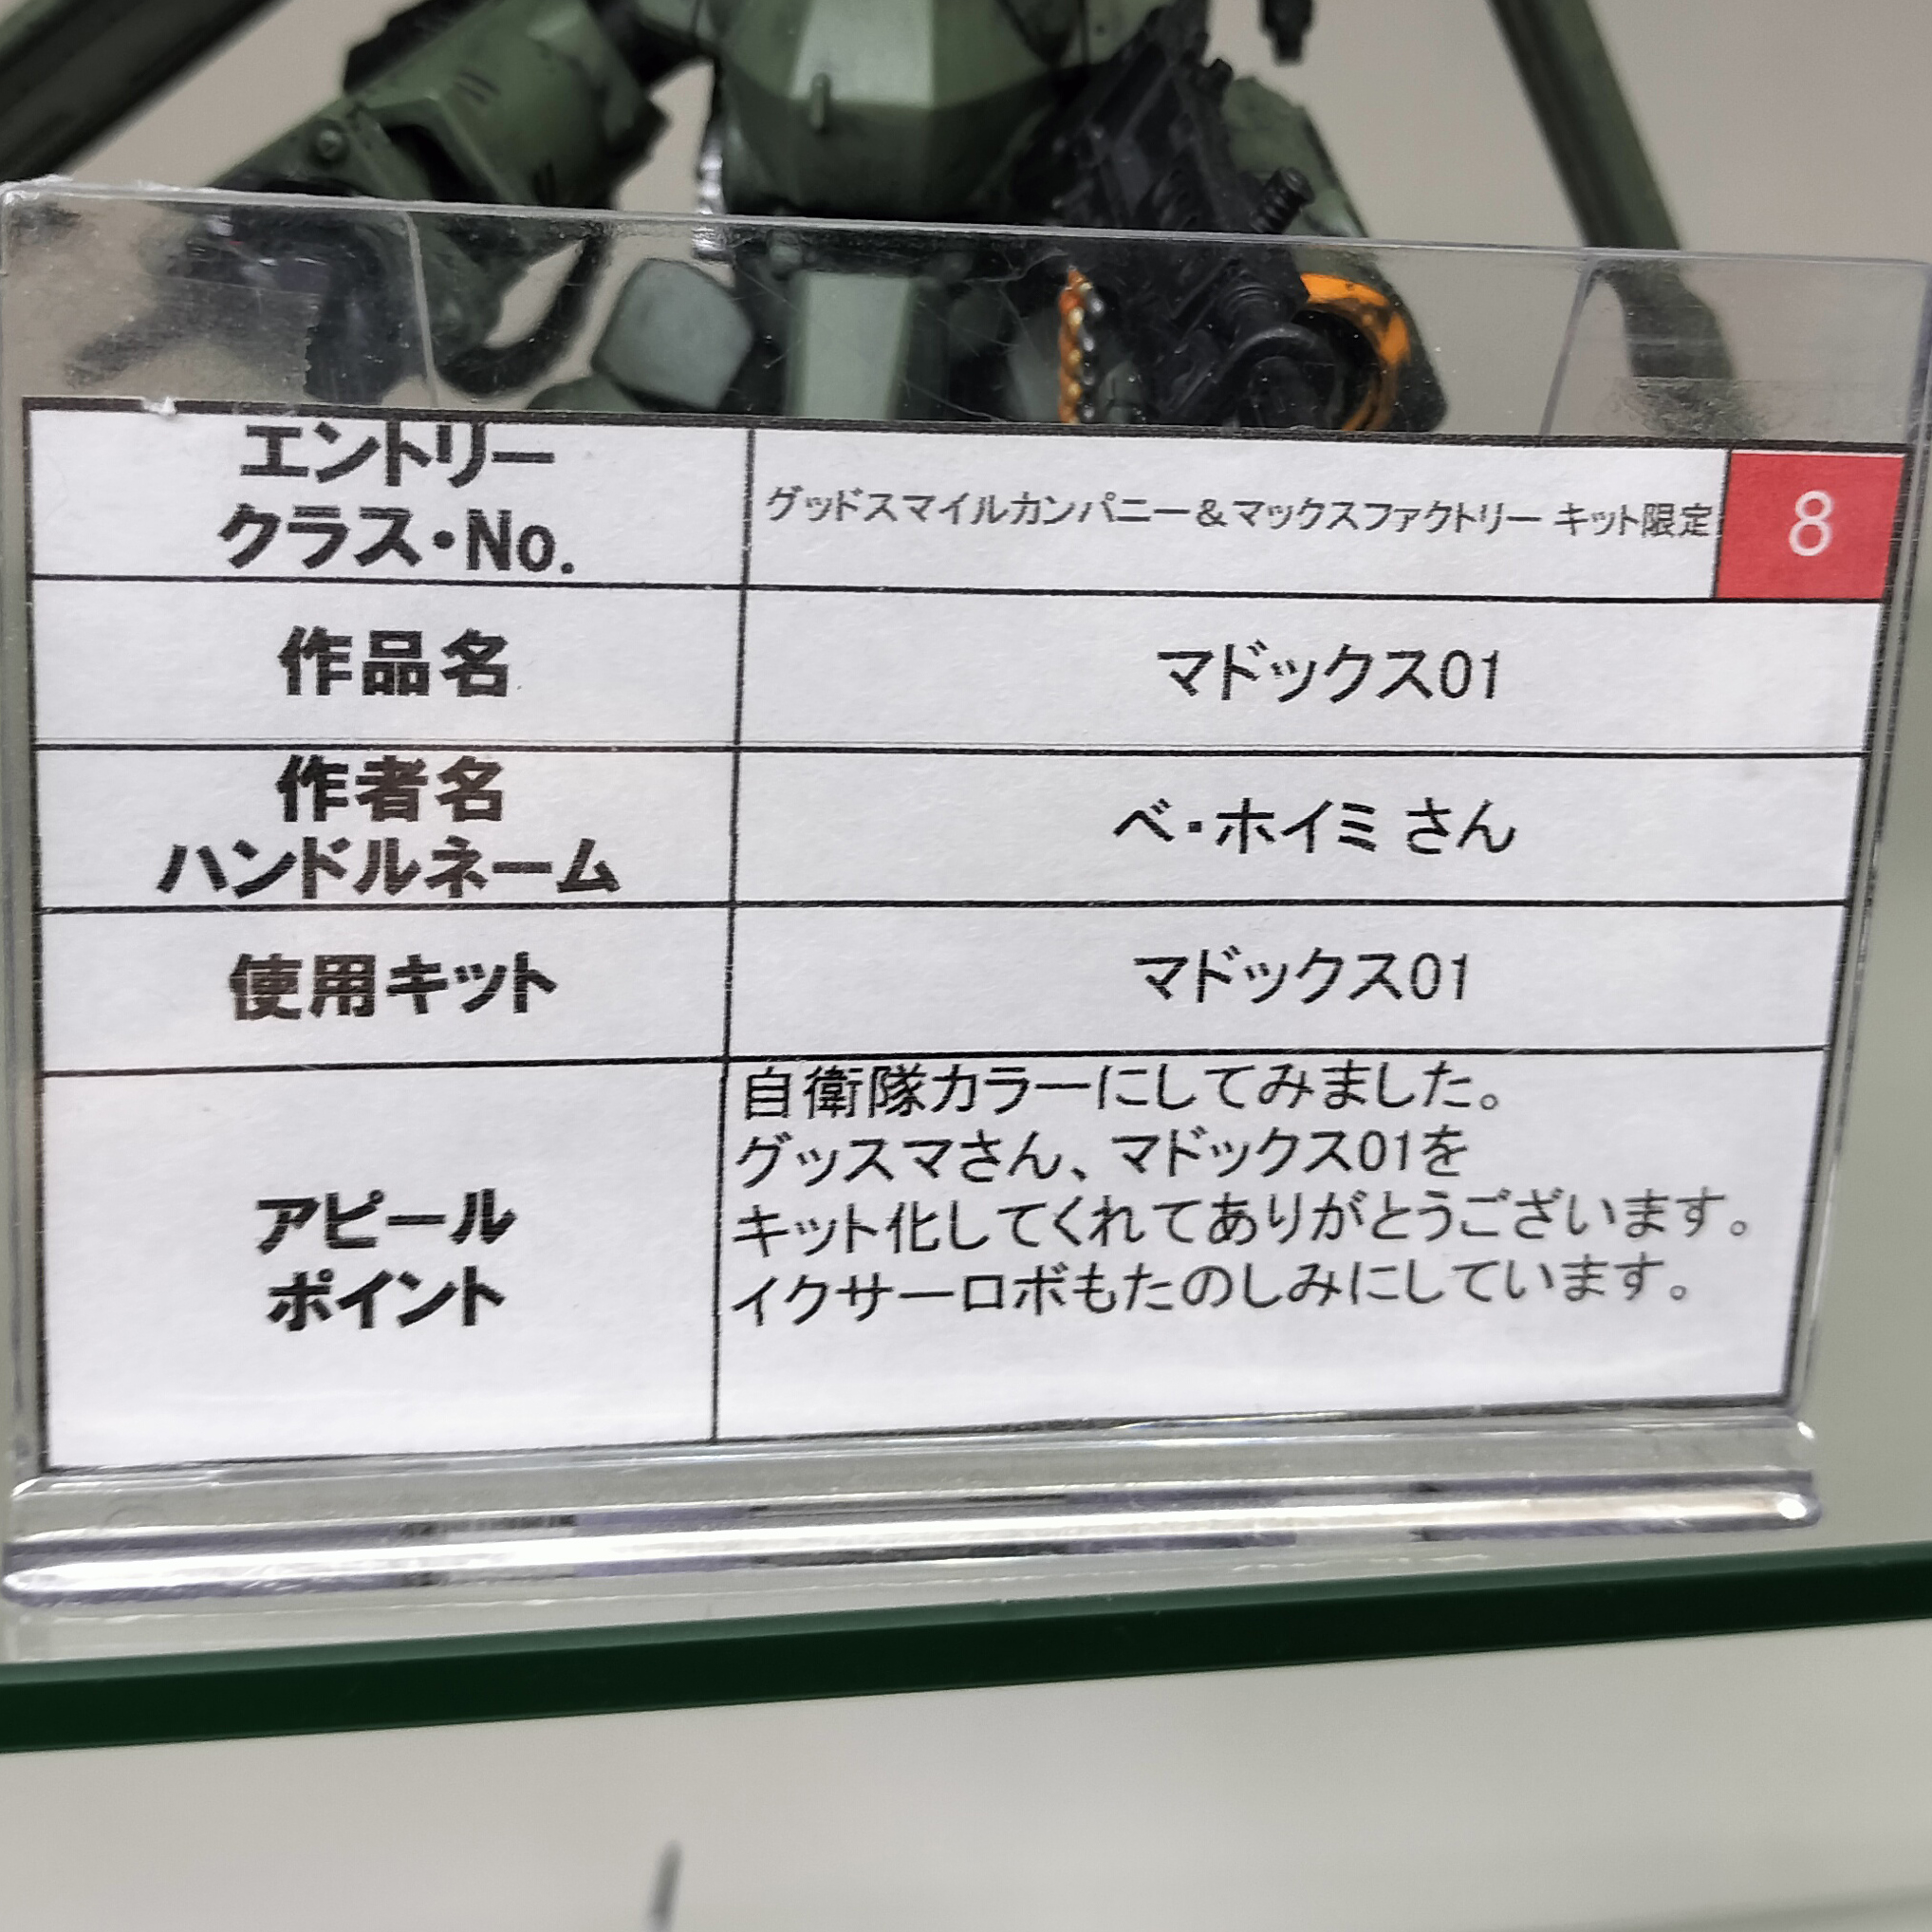 エントリー
クラス・No.
グッドスマイルカンパニー&マックスファクトリー キット限定
8
作品名
マドックス01
作者名
ハンドルネーム
ベ・ホイミ さん
使用キット
マドックス01
アピール
ポイント
自衛隊カラーにしてみました。
グッスマさん、マドックス01を
キット化してくれてありがとうございます。
イクサーロボもたのしみにしています。